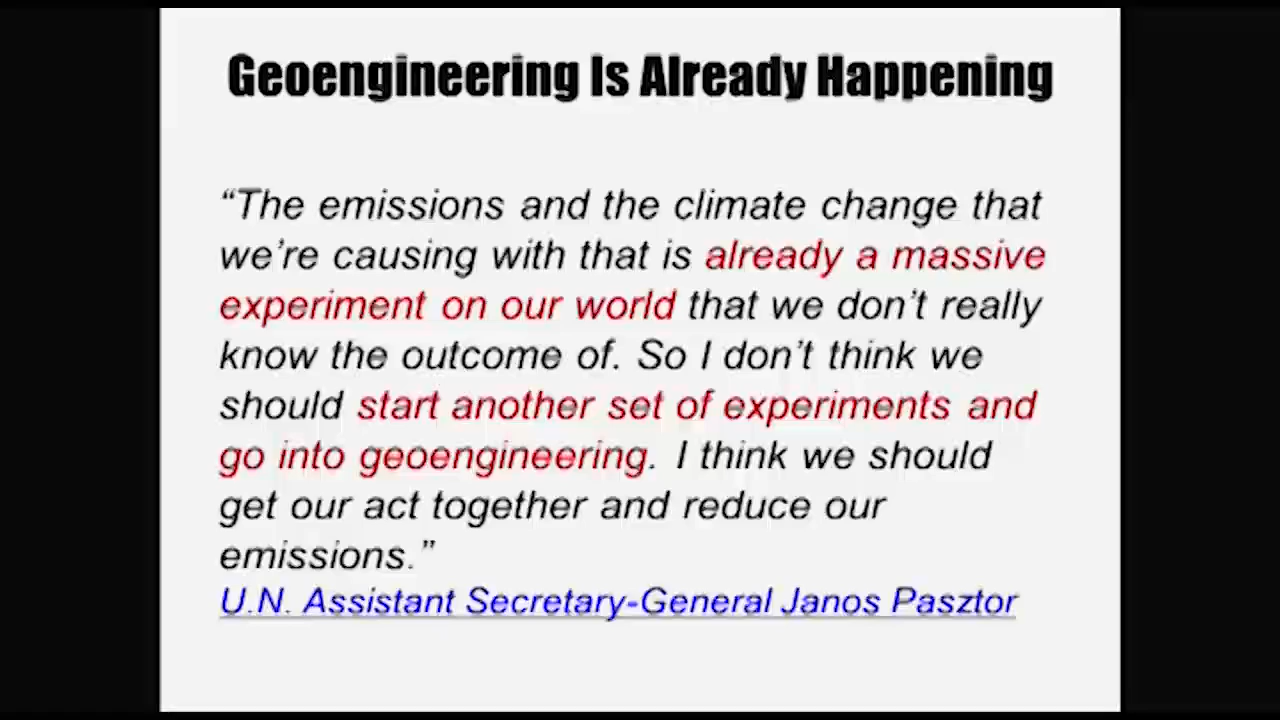 Geoengineering Is Already Happening
“The emissions and the climate change that
we’re causing with that is already a massive
experiment on our world that we don’t really
know the outcome of. So I don’t think we
should start another set of experiments and
go into geoengineering. I think we should
get our act together and reduce our
emissions.”
U.N. Assistant Secretary-General Janos Pasztor